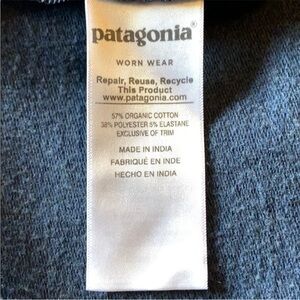 patagonia®
WORN WEAR
Repair, Reuse, Recycle
This Product
www.patagonia.com
57% ORGANIC COTTON
38% POLYESTER 5% ELASTANE
EXCLUSIVE OF TRIM
MADE IN INDIA
FABRIQUÉ EN INDE
HECHO EN INDIA